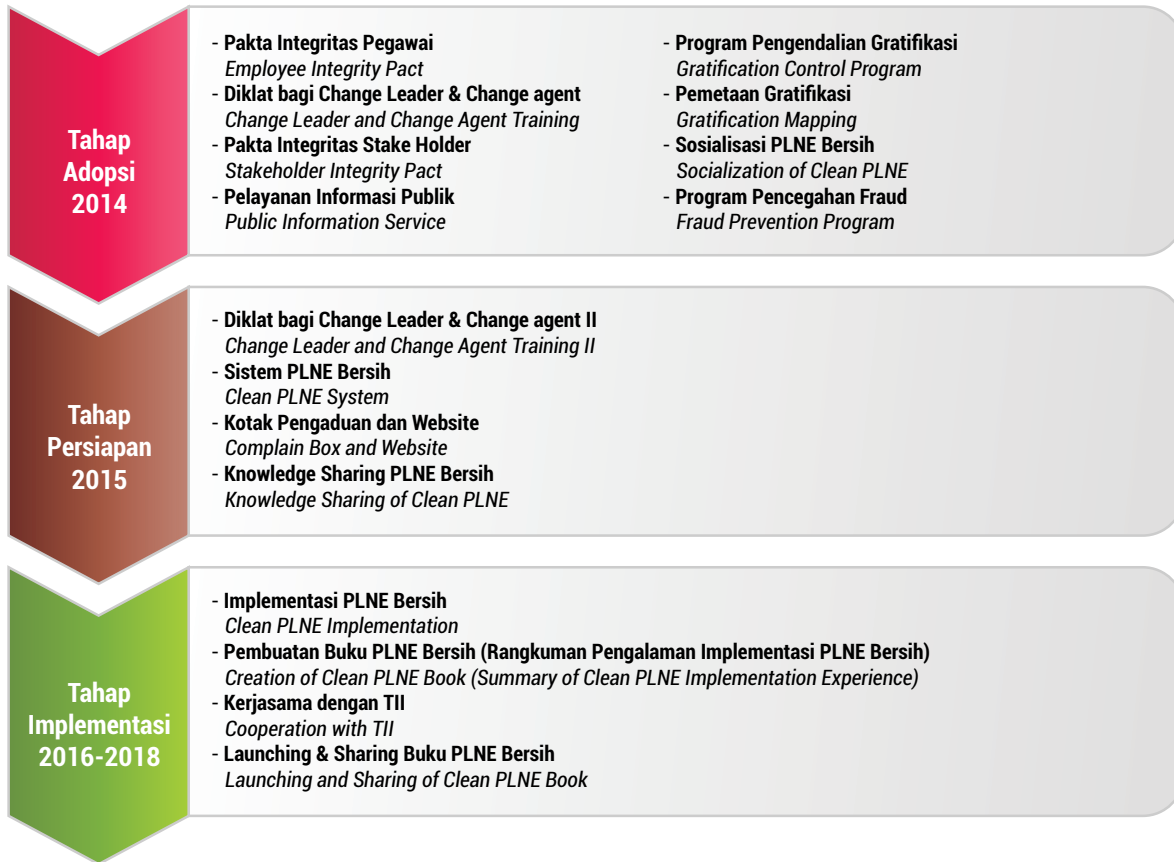 Tahap
Adopsi
2014
- Pakta Integritas Pegawai
Employee Integrity Pact
- Diklat bagi Change Leader & Change agent
Change Leader and Change Agent Training
- Pakta Integritas Stake Holder
Stakeholder Integrity Pact
- Pelayanan Informasi Publik
Public Information Service
- Program Pengendalian Gratifikasi
Gratification Control Program
- Pemetaan Gratifikasi
Gratification Mapping
- Sosialisasi PLNE Bersih
Socialization of Clean PLNE
- Program Pencegahan Fraud
Fraud Prevention Program
Tahap
Persiapan
2015
- Diklat bagi Change Leader & Change agent II
Change Leader and Change Agent Training II
- Sistem PLNE Bersih
Clean PLNE System
- Kotak Pengaduan dan Website
Complain Box and Website
- Knowledge Sharing PLNE Bersih
Knowledge Sharing of Clean PLNE
Tahap
Implementasi
2016-2018
- Implementasi PLNE Bersih
Clean PLNE Implementation
- Pembuatan Buku PLNE Bersih (Rangkuman Pengalaman Implementasi PLNE Bersih)
Creation of Clean PLNE Book (Summary of Clean PLNE Implementation Experience)
- Kerjasama dengan TII
Cooperation with TII
- Launching & Sharing Buku PLNE Bersih
Launching and Sharing of Clean PLNE Book